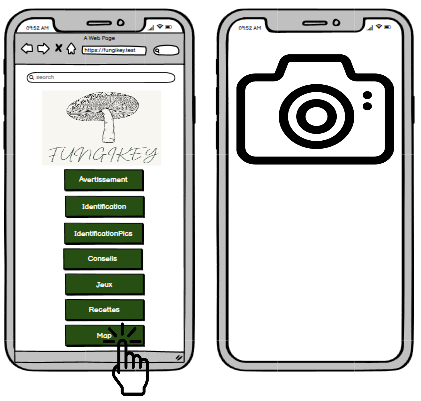 09:52 AM
A Web Page
https://fungikey.test
search
FUNGIKEY
Avertissement
Identification
IdentificationPics
Conseils
Jeux
Recettes
Map
09:52 AM